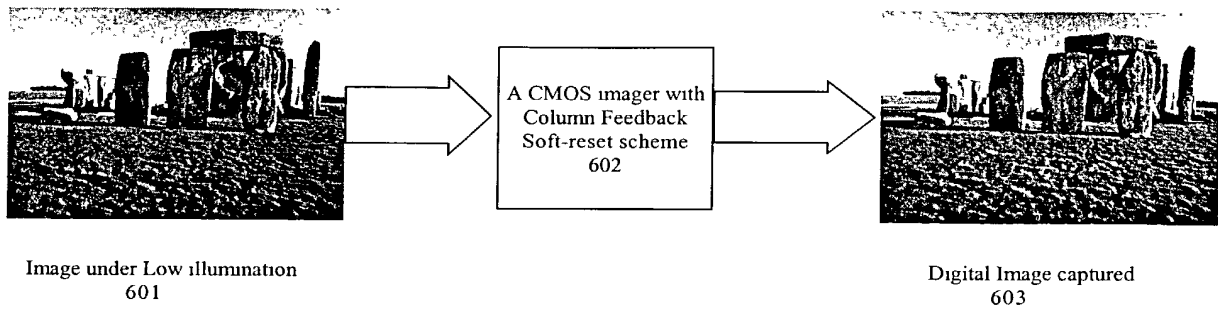 A CMOS imager with
Column Feedback
Soft-reset scheme
602
Image under Low illumination
601
Digital Image captured
603